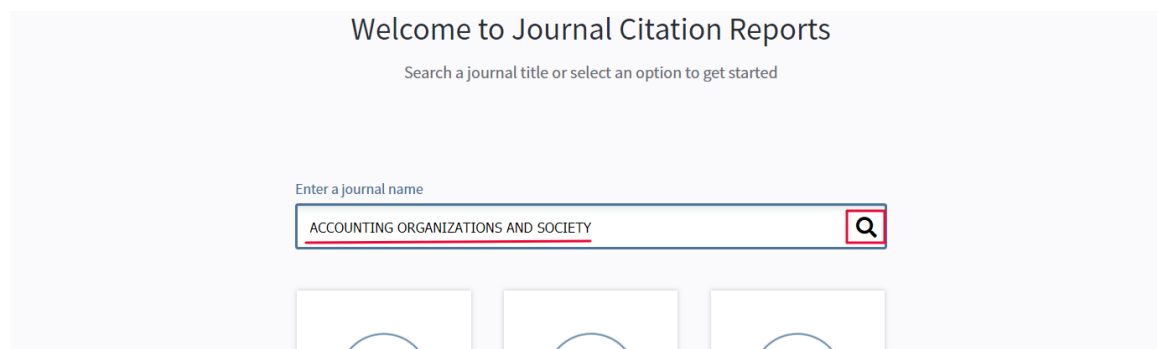 Welcome to Journal Citation Reports
Search a journal title or select an option to get started
Enter a journal name
ACCOUNTING ORGANIZATIONS AND SOCIETY